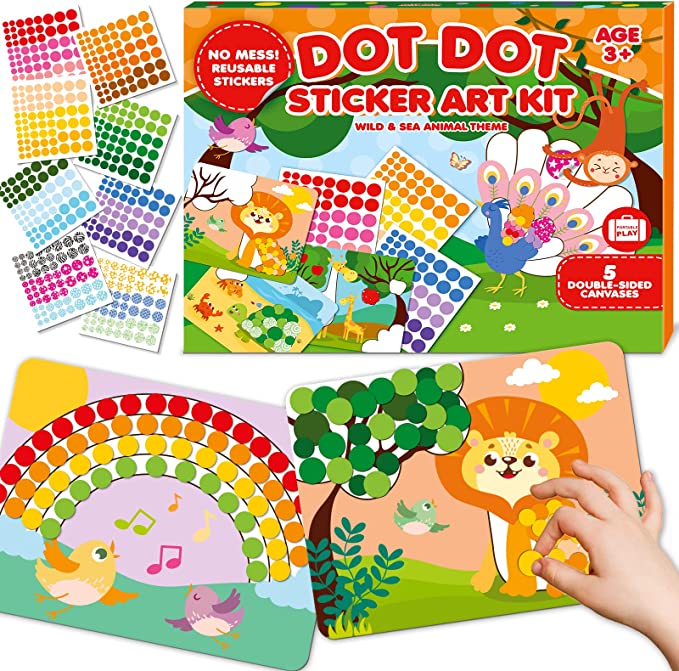 NO MESS!
REUSABLE
STICKERS
DOT DOT
STICKER ART KIT
WILD & SEA ANIMAL THEME
AGE
3+
PORTABLE
PLAY
5
DOUBLE-SIDED
CANVASES